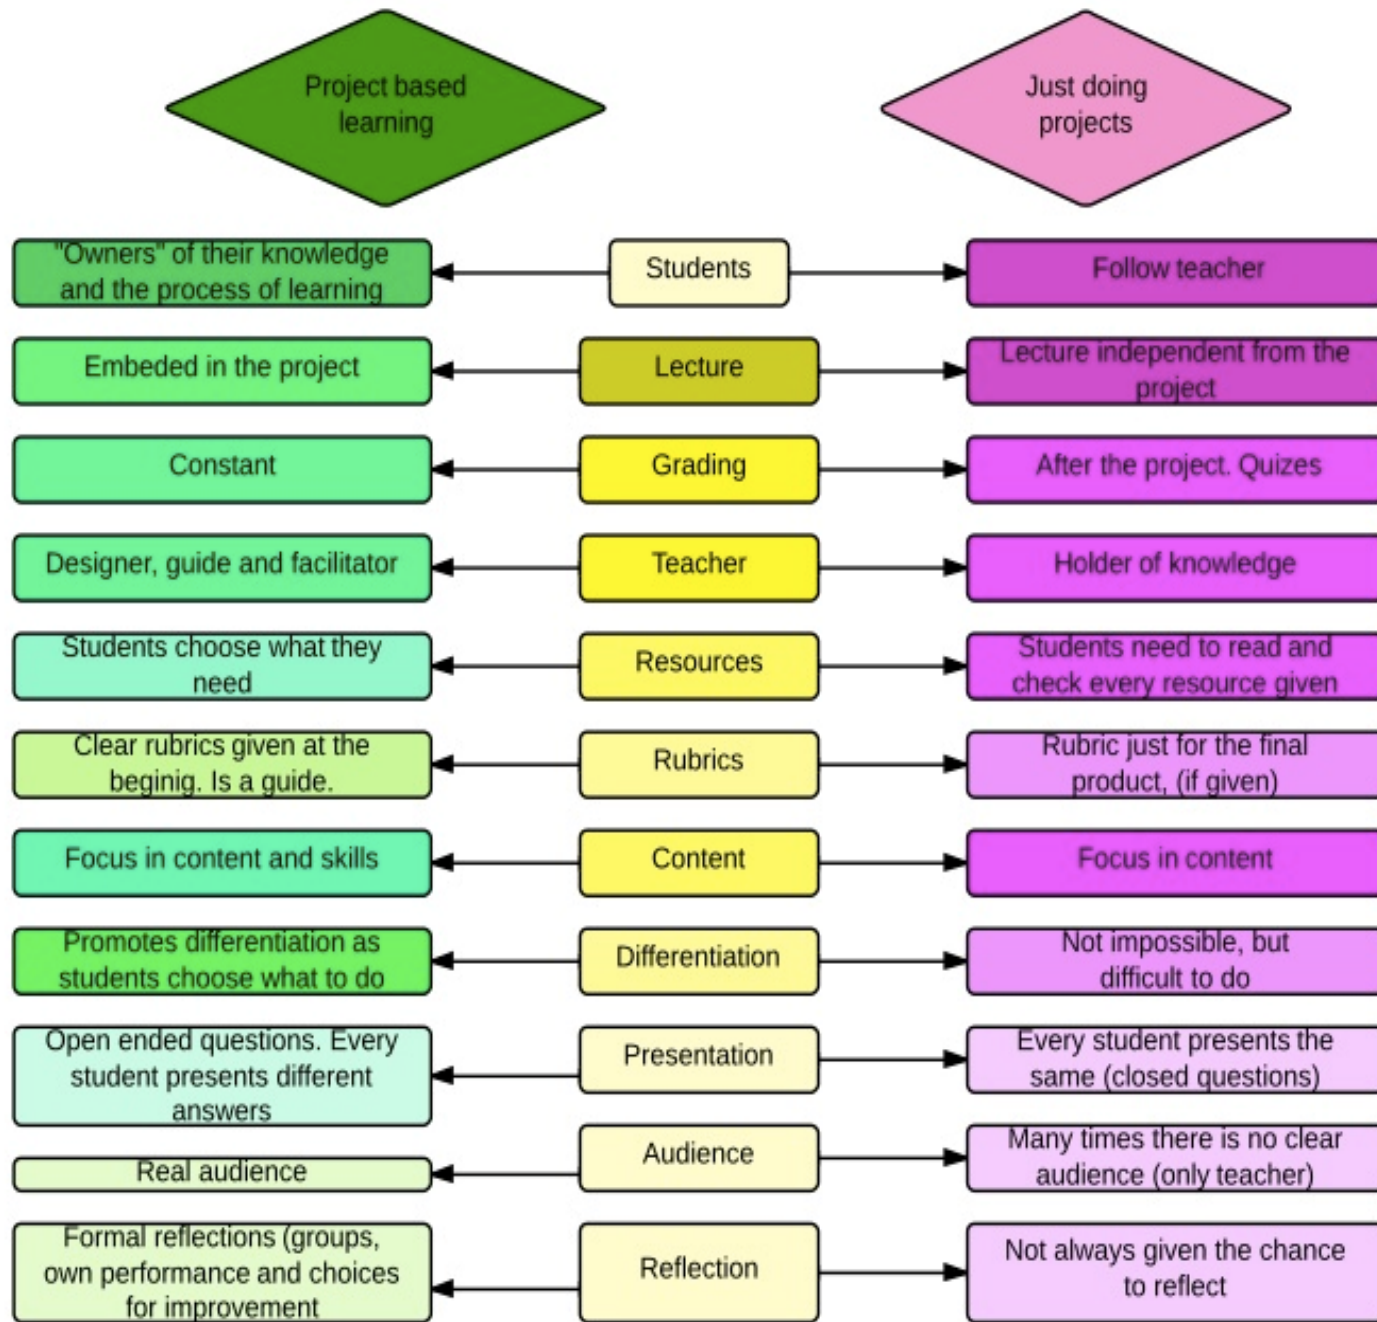 Project based
learning
Just doing
projects
"Owners" of their knowledge
and the process of learning
Students
Follow teacher
Embeded in the project
Lecture
Lecture independent from the
project
Constant
Grading
After the project. Quizes
Designer, guide and facilitator
Teacher
Holder of knowledge
Students choose what they
need
Resources
Students need to read and
check every resource given
Clear rubrics given at the
beginig. Is a guide.
Rubrics
Rubric just for the final
product, (if given)
Focus in content and skills
Content
Focus in content
Promotes differentiation as
students choose what to do
Differentiation
Not impossible, but
difficult to do
Open ended questions. Every
student presents different
answers
Presentation
Every student presents the
same (closed questions)
Real audience
Audience
Many times there is no clear
audience (only teacher)
Formal reflections (groups,
own performance and choices
for improvement
Reflection
Not always given the chance
to reflect